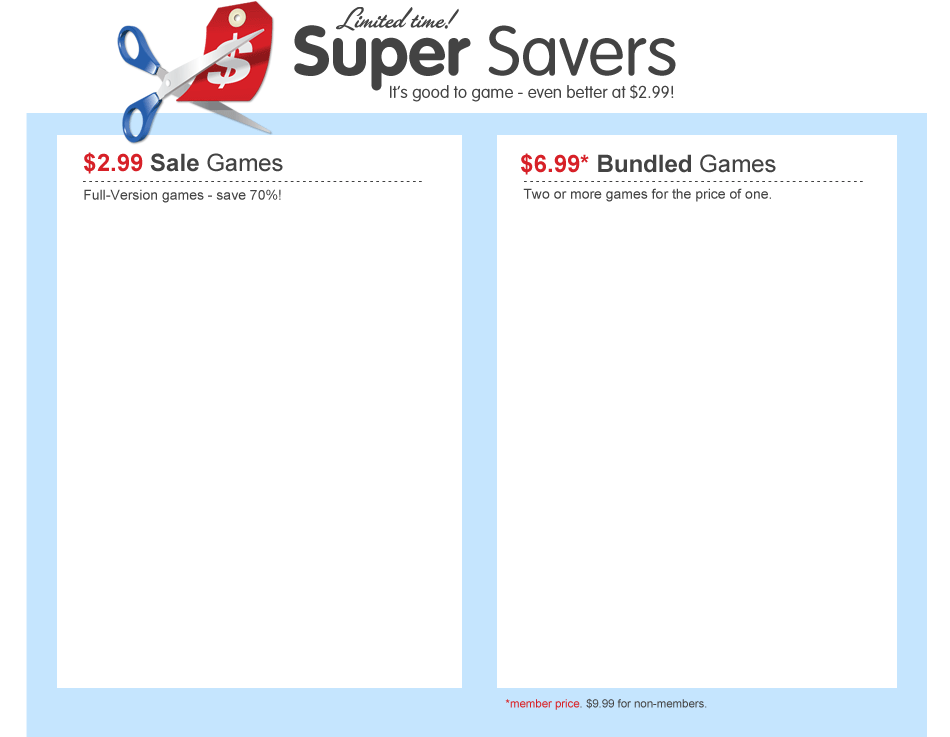 Limited time!
Super Savers
It's good to game - even better at $2.99!
$
$2.99 Sale Games
Full-Version games - save 70%!
$6.99* Bundled Games
Two or more games for the price of one.
*member price. $9.99 for non-members.